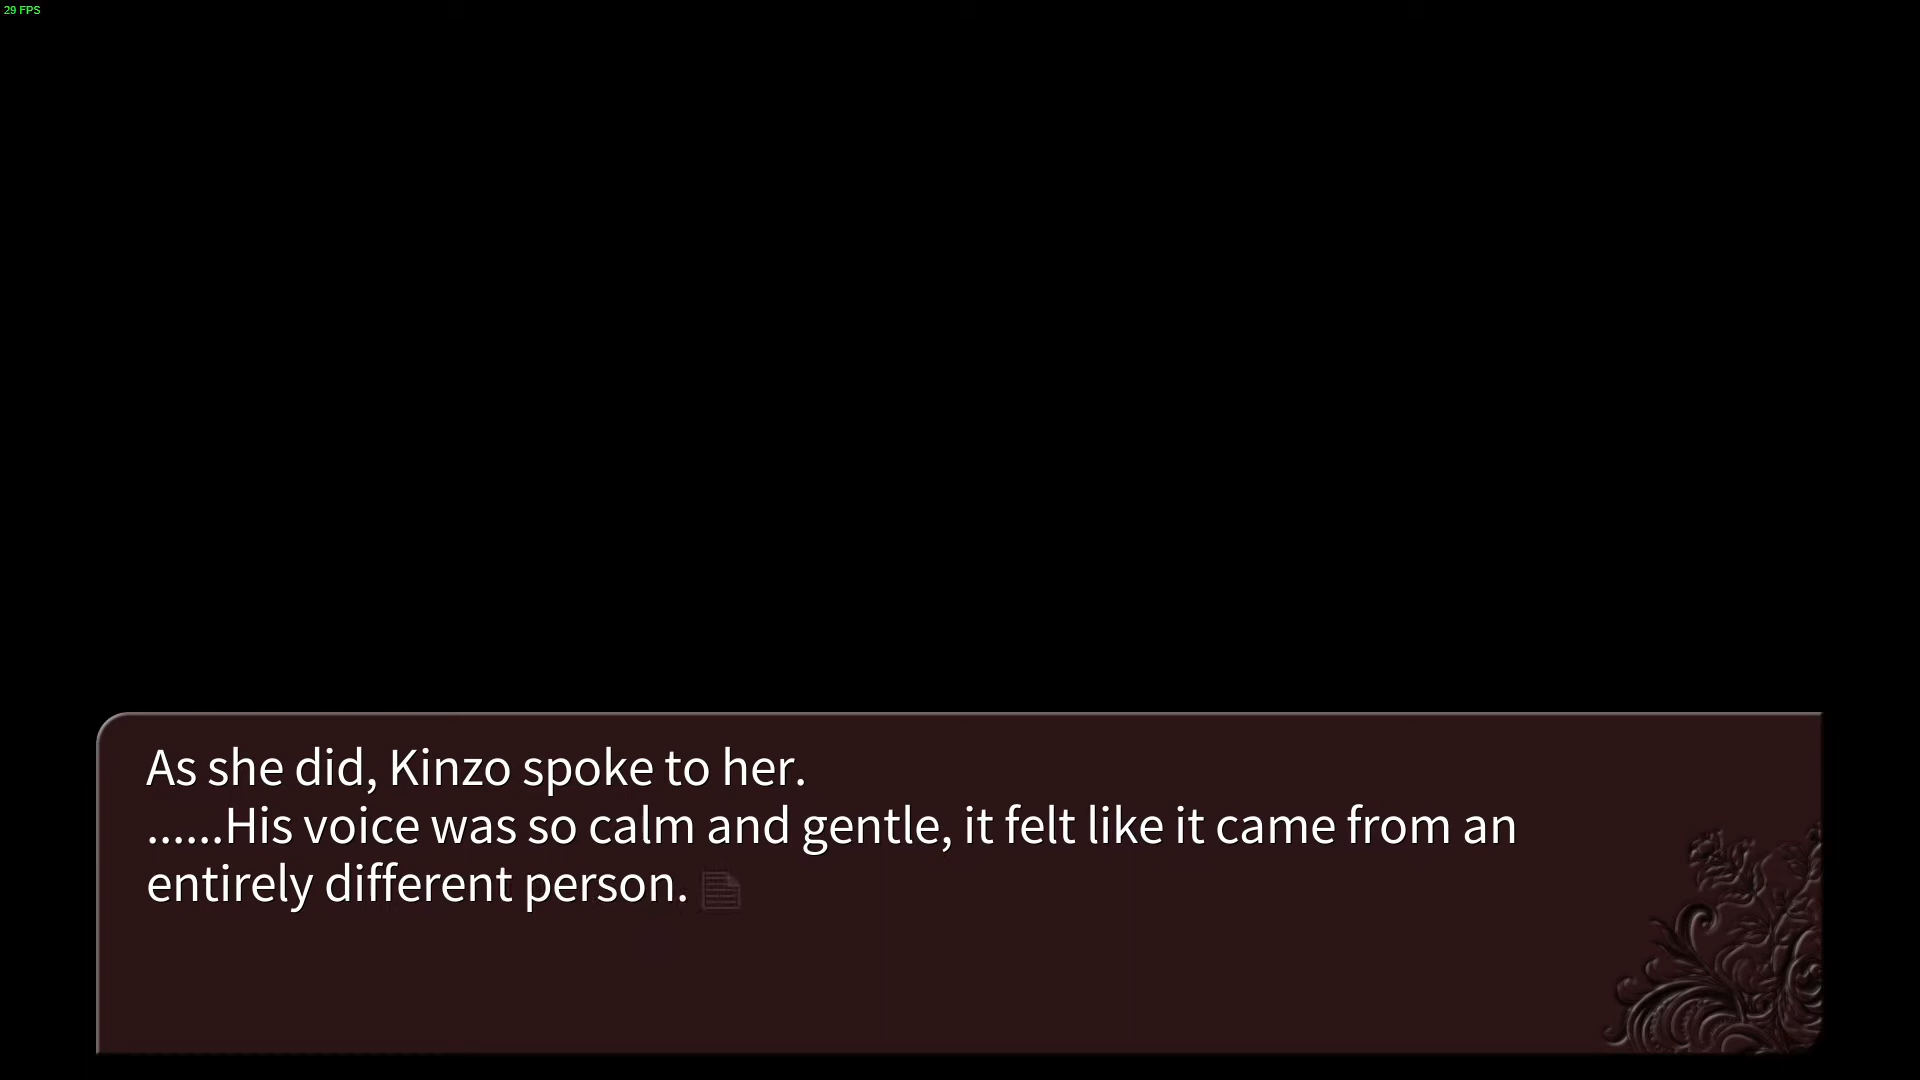 29 FPS
As she did, Kinzo spoke to her.
......His voice was so calm and gentle, it felt like it came from an
entirely different person.